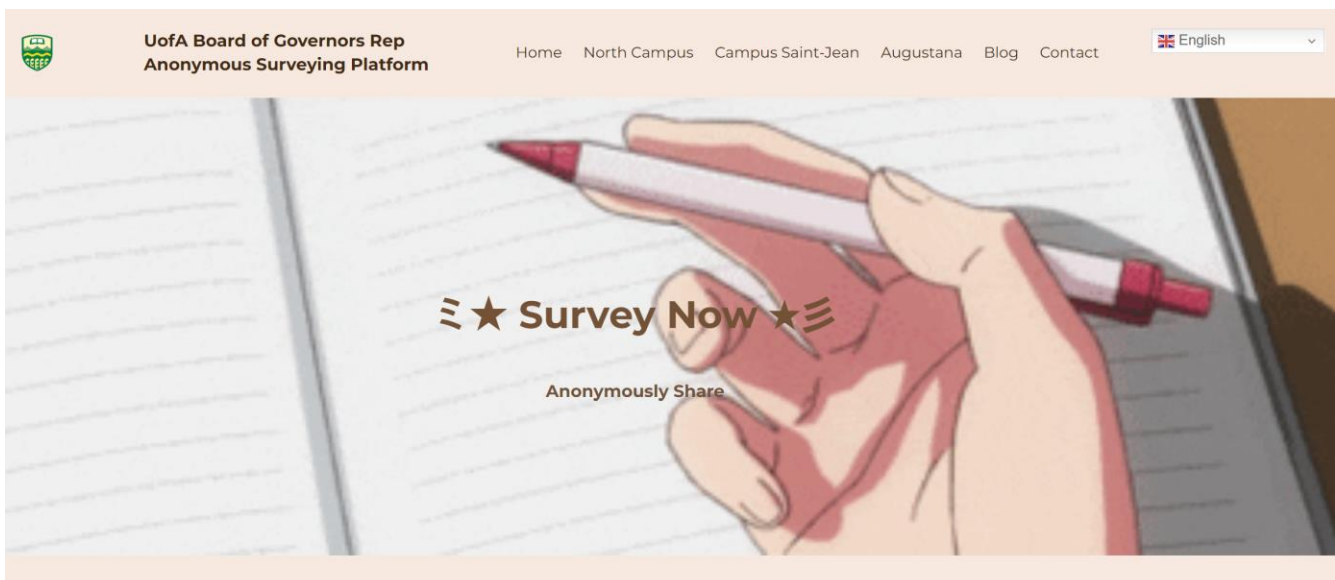 UofA Board of Governors Rep
Anonymous Surveying Platform
Home North Campus Campus Saint-Jean Augustana Blog Contact
English
ミ★ Survey Now ★彡
Anonymously Share